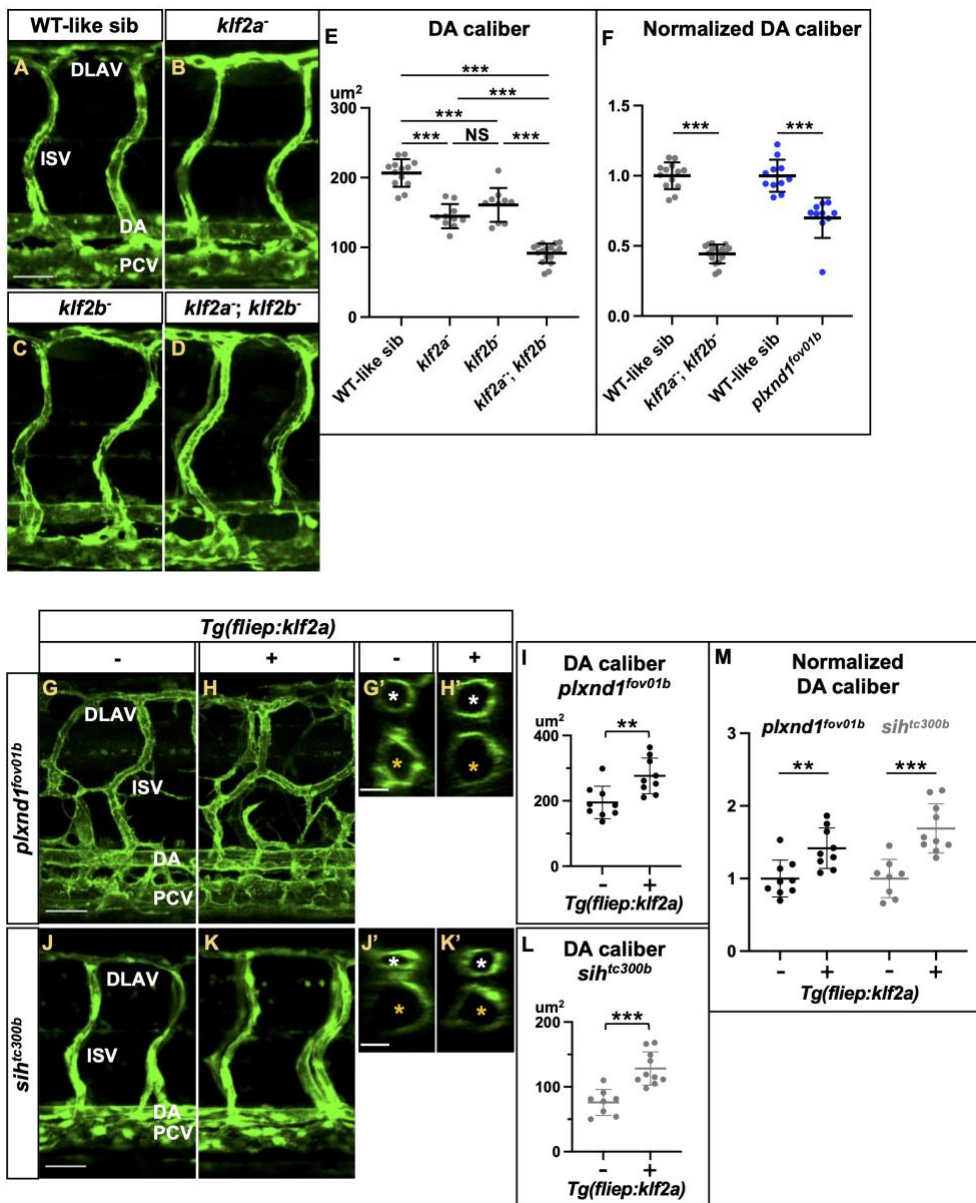 WT-like sib
klf2a-
A
DLAV
ISV
DA
PCV
B
klf2b-
klf2a-; klf2b-
C
D
E
DA caliber
um²
***
***
***
***
NS
***
300
200
100
0
WT-like sib
klf2a-
klf2b-
klf2a-; klf2b-
F
Normalized DA caliber
***
***
1.5
1.0
0.5
0.0
WT-like sib
klf2a-; klf2b-
WT-like sib
plxnd1fov01b
Tg(fliep:klf2a)
-
+
-
+
plxnd1fov01b
G
DLAV
ISV
DA
PCV
H
G'
*
*
H'
*
*
sihtc300b
J
DLAV
ISV
DA
PCV
K
J'
*
*
K'
*
*
I
DA caliber
plxnd1fov01b
um²
**
400
200
0
- +
Tg(fliep:klf2a)
L
DA caliber
sihtc300b
um²
***
200
100
0
- +
Tg(fliep:klf2a)
M
Normalized
DA caliber
plxnd1fov01b sihtc300b
** ***
3
2
1
0
- + - +
Tg(fliep:klf2a)